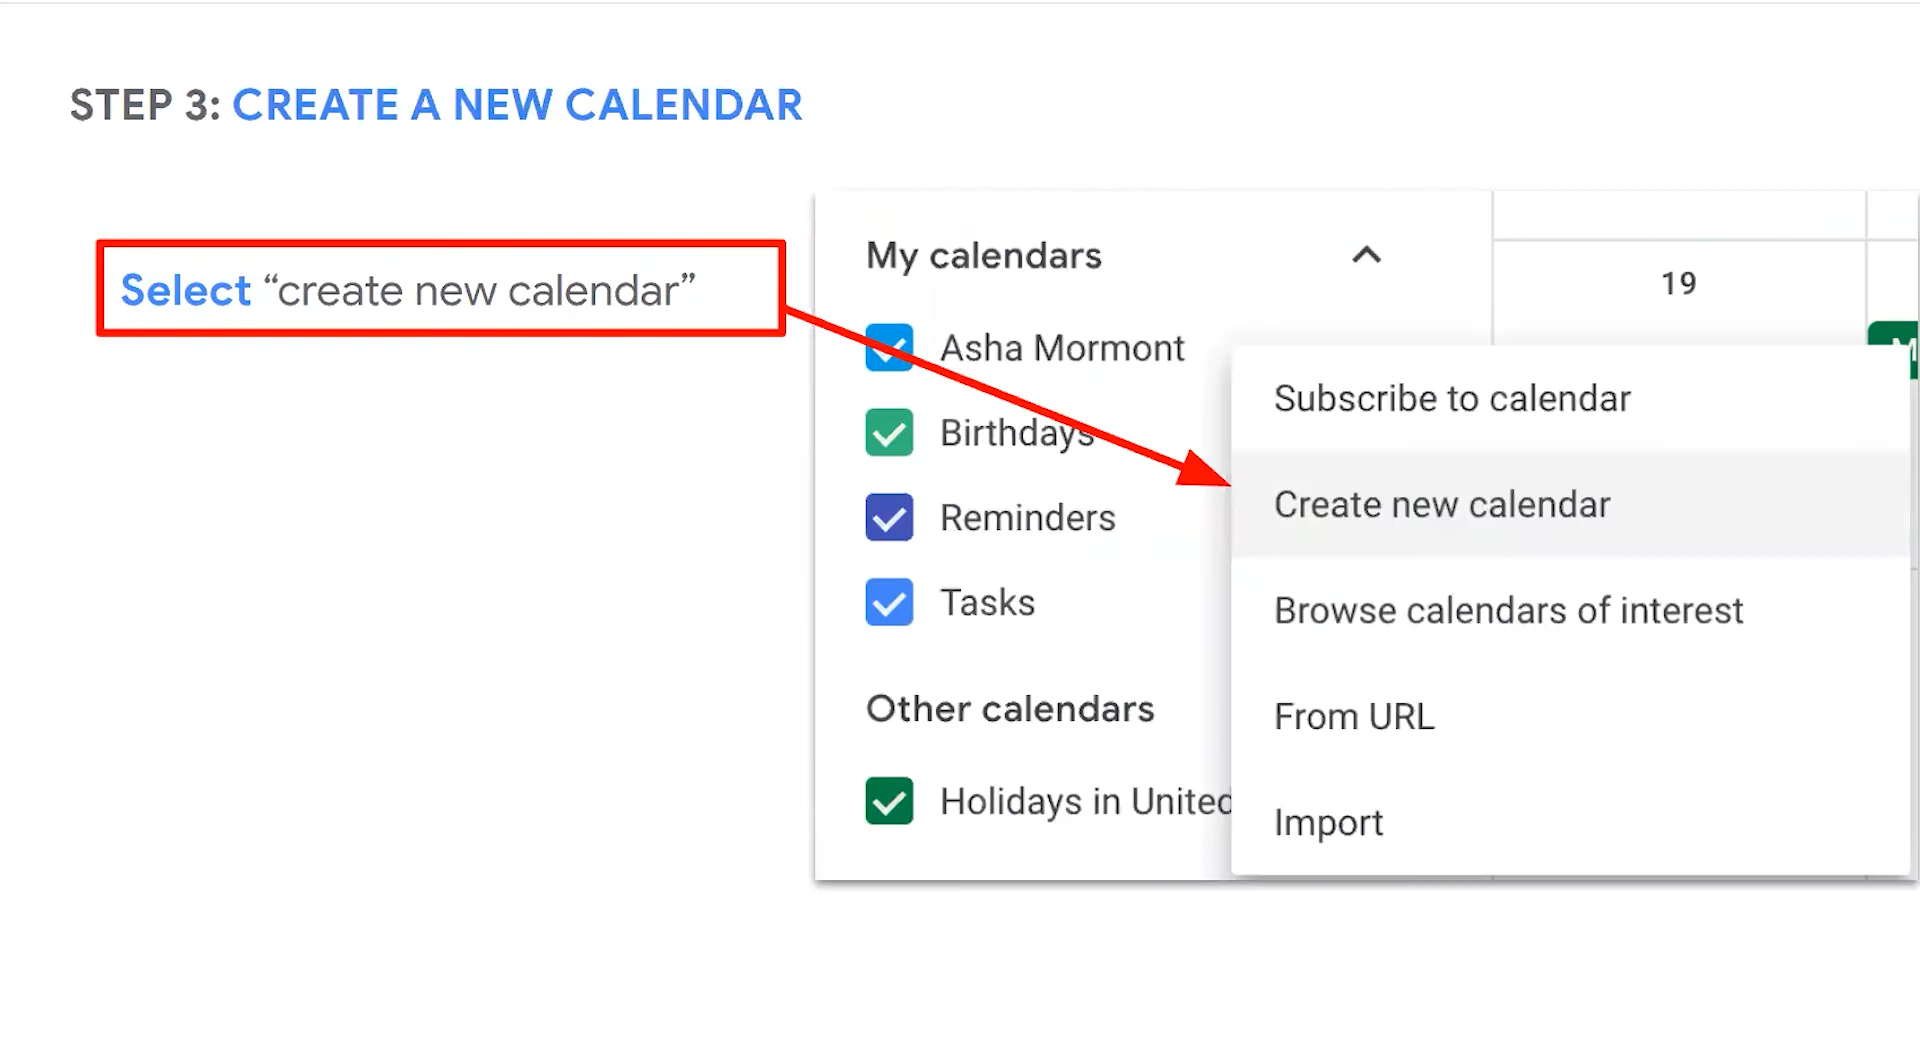 STEP 3: CREATE A NEW CALENDAR
Select “create new calendar”
My calendars
19
Asha Mormont
Birthdays
Reminders
Tasks
Other calendars
Holidays in United
M
Subscribe to calendar
Create new calendar
Browse calendars of interest
From URL
Import